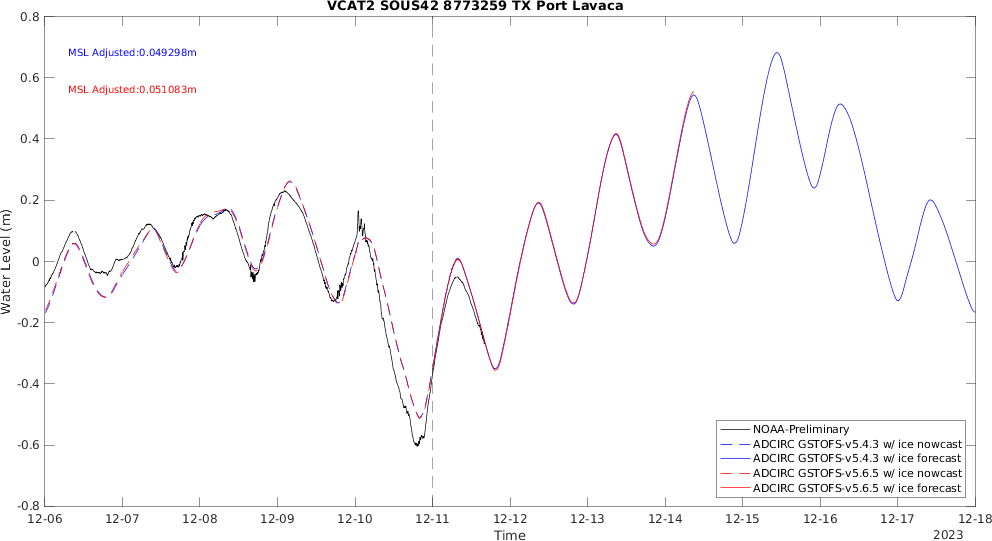 VCAT2 SOUS42 8773259 TX Port Lavaca
MSL Adjusted:0.049298m
MSL Adjusted:0.051083m
Water Level (m)
0.8
0.6
0.4
0.2
0
-0.2
-0.4
-0.6
-0.8
NOAA-Preliminary
ADCIRC GSTOFS-v5.4.3 w/ ice nowcast
ADCIRC GSTOFS-v5.4.3 w/ ice forecast
ADCIRC GSTOFS-v5.6.5 w/ ice nowcast
ADCIRC GSTOFS-v5.6.5 w/ ice forecast
12-06 12-07 12-08 12-09 12-10 12-11 12-12 12-13 12-14 12-15 12-16 12-17 12-18
Time
2023